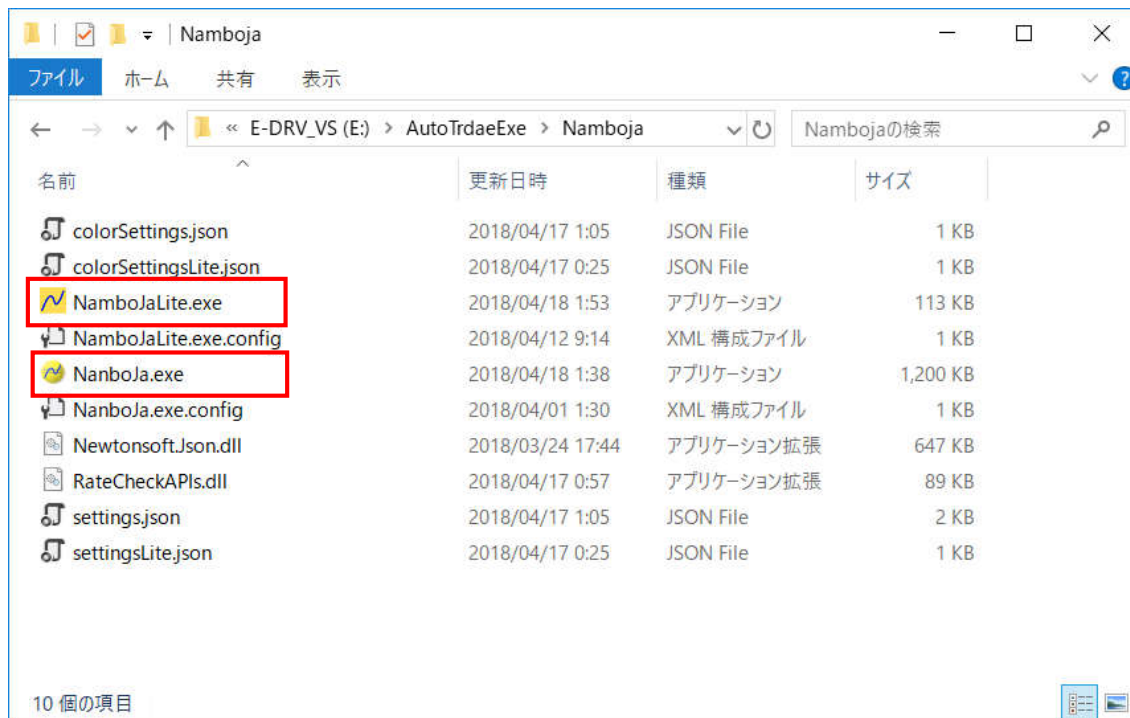 Namboja
ファイル ホーム 共有 表示
« E-DRV_VS (E:) > AutoTrdaeExe > Namboja Nambojaの検索
名前 更新日時 種類 サイズ
colorSettings.json 2018/04/17 1:05 JSON File 1 KB
colorSettingsLite.json 2018/04/17 0:25 JSON File 1 KB
NamboJaLite.exe 2018/04/18 1:53 アプリケーション 113 KB
NamboJaLite.exe.config 2018/04/12 9:14 XML 構成ファイル 1 KB
NanboJa.exe 2018/04/18 1:38 アプリケーション 1,200 KB
NanboJa.exe.config 2018/04/01 1:30 XML 構成ファイル 1 KB
Newtonsoft.Json.dll 2018/03/24 17:44 アプリケーション拡張 647 KB
RateCheckAPIs.dll 2018/04/17 0:57 アプリケーション拡張 89 KB
settings.json 2018/04/17 1:05 JSON File 2 KB
settingsLite.json 2018/04/17 0:25 JSON File 1 KB
10 個の項目